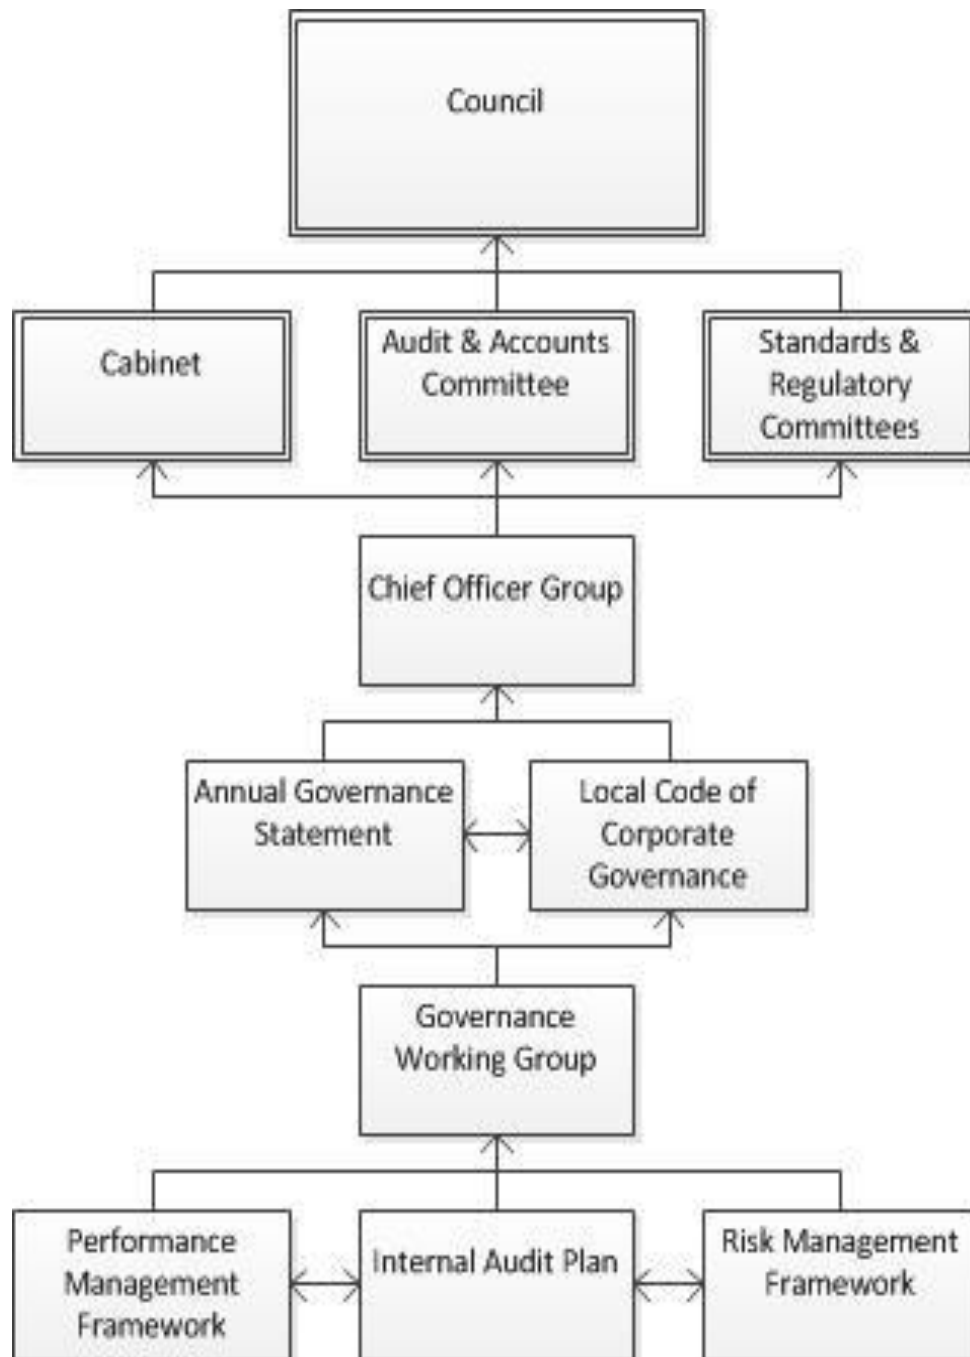 Council
Cabinet
Audit & Accounts
Committee
Standards &
Regulatory
Committees
Chief Officer Group
Annual Governance
Statement
Local Code of
Corporate
Governance
Governance
Working Group
Performance
Management
Framework
Internal Audit Plan
Risk Management
Framework